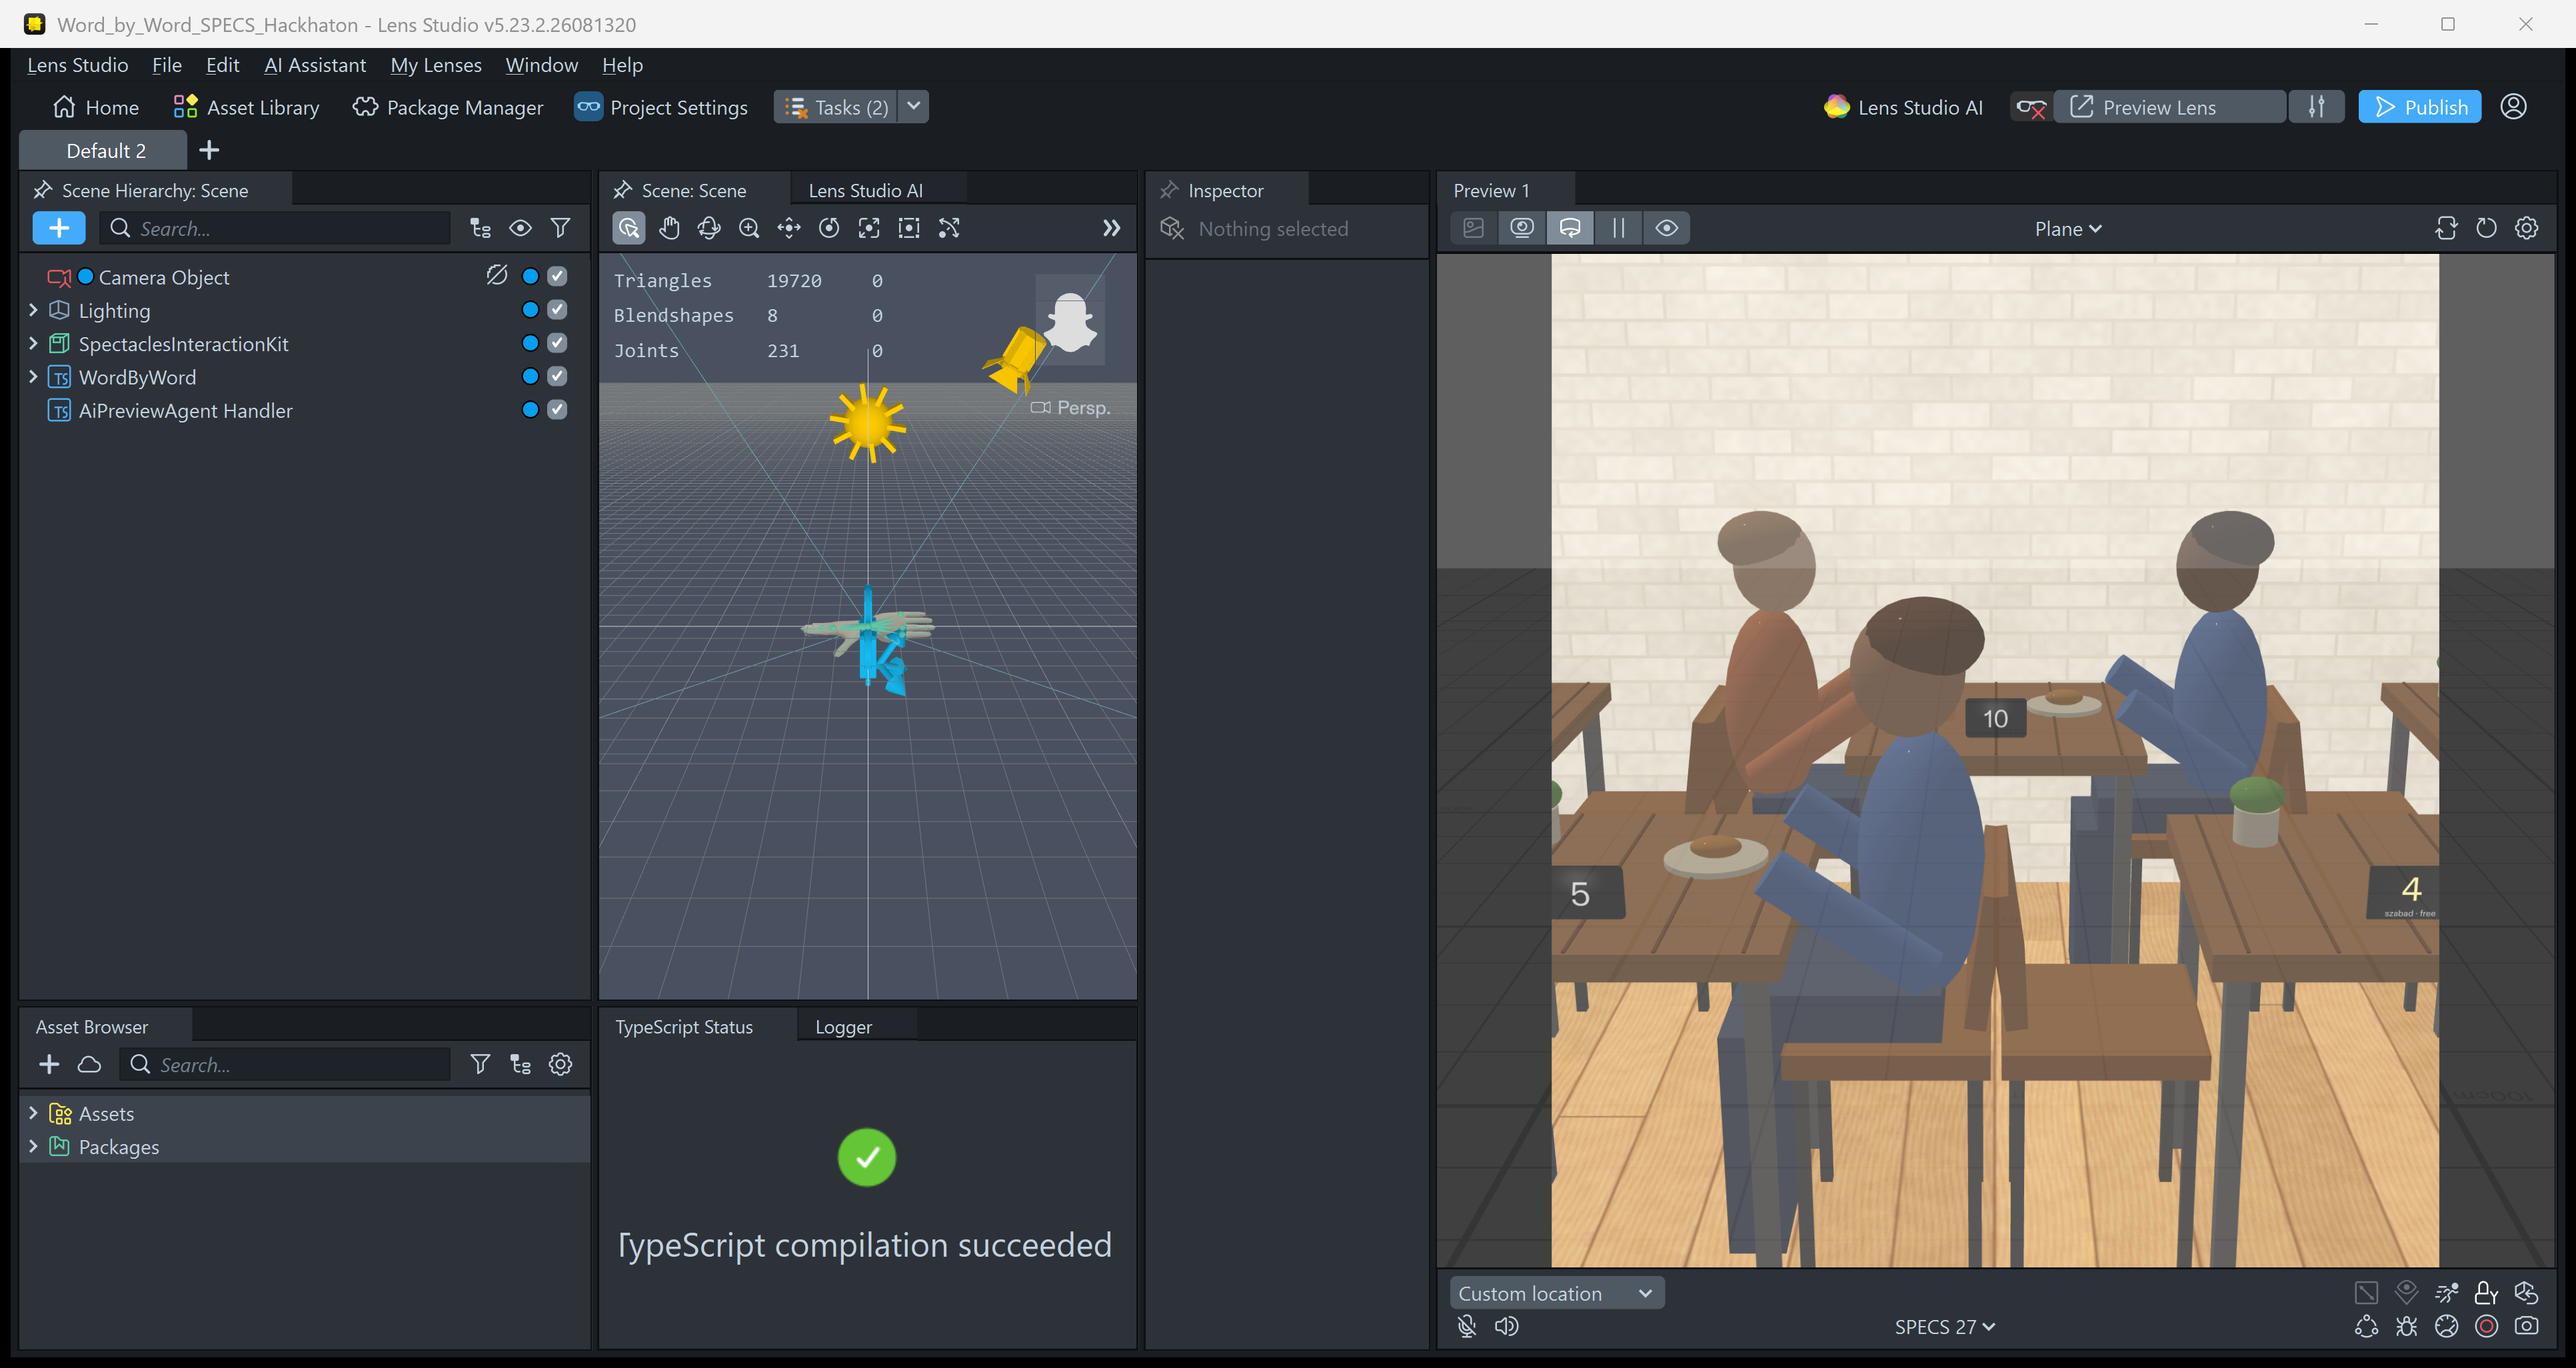 Word_by_Word_SPECS_Hackhaton - Lens Studio v5.23.2.26081320
Lens Studio File Edit AI Assistant My Lenses Window Help
Home Asset Library Package Manager Project Settings Tasks (2) Lens Studio AI Preview Lens Publish
Default 2
Scene Hierarchy: Scene
Search...
Camera Object
Lighting
SpectaclesInteractionKit
TS WordByWord
TS AiPreviewAgent Handler
Scene: Scene Lens Studio AI
Triangles 19720 0
Blendshapes 8 0
Joints 231 0
Persp.
Inspector
Nothing selected
Preview 1
Plane
10
5
4
szabad · free
Asset Browser
Search...
Assets
Packages
TypeScript Status Logger
TypeScript compilation succeeded
Custom location
SPECS 27